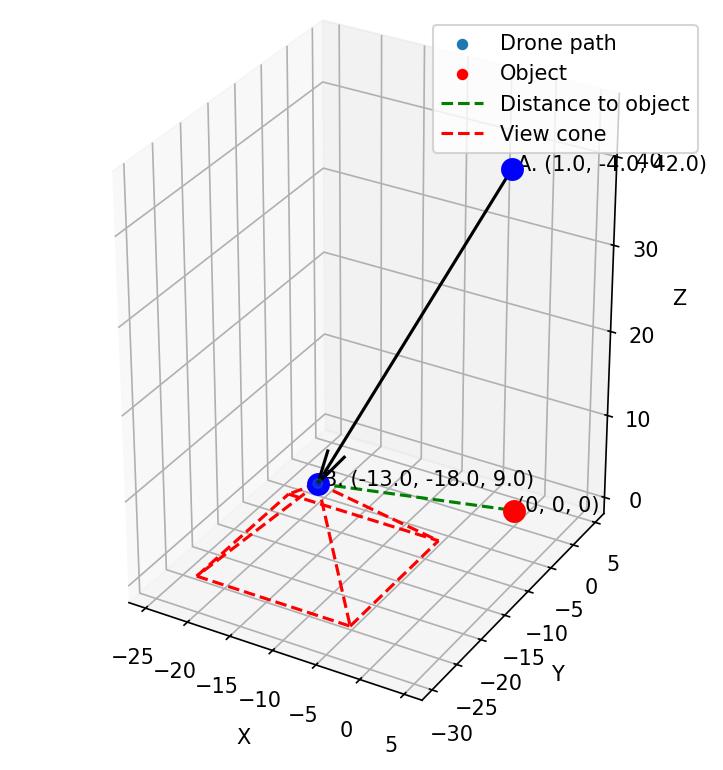 Drone path
Object
Distance to object
View cone
A. (1.0, -4.0, 42.0)
40
30
Z
20
10
B. (-13.0, -18.0, 9.0)
(0, 0, 0)
0
5
0
−5
−10
−15
−20
−25
−30
Y
−25
−20
−15
−10
−5
0
5
X